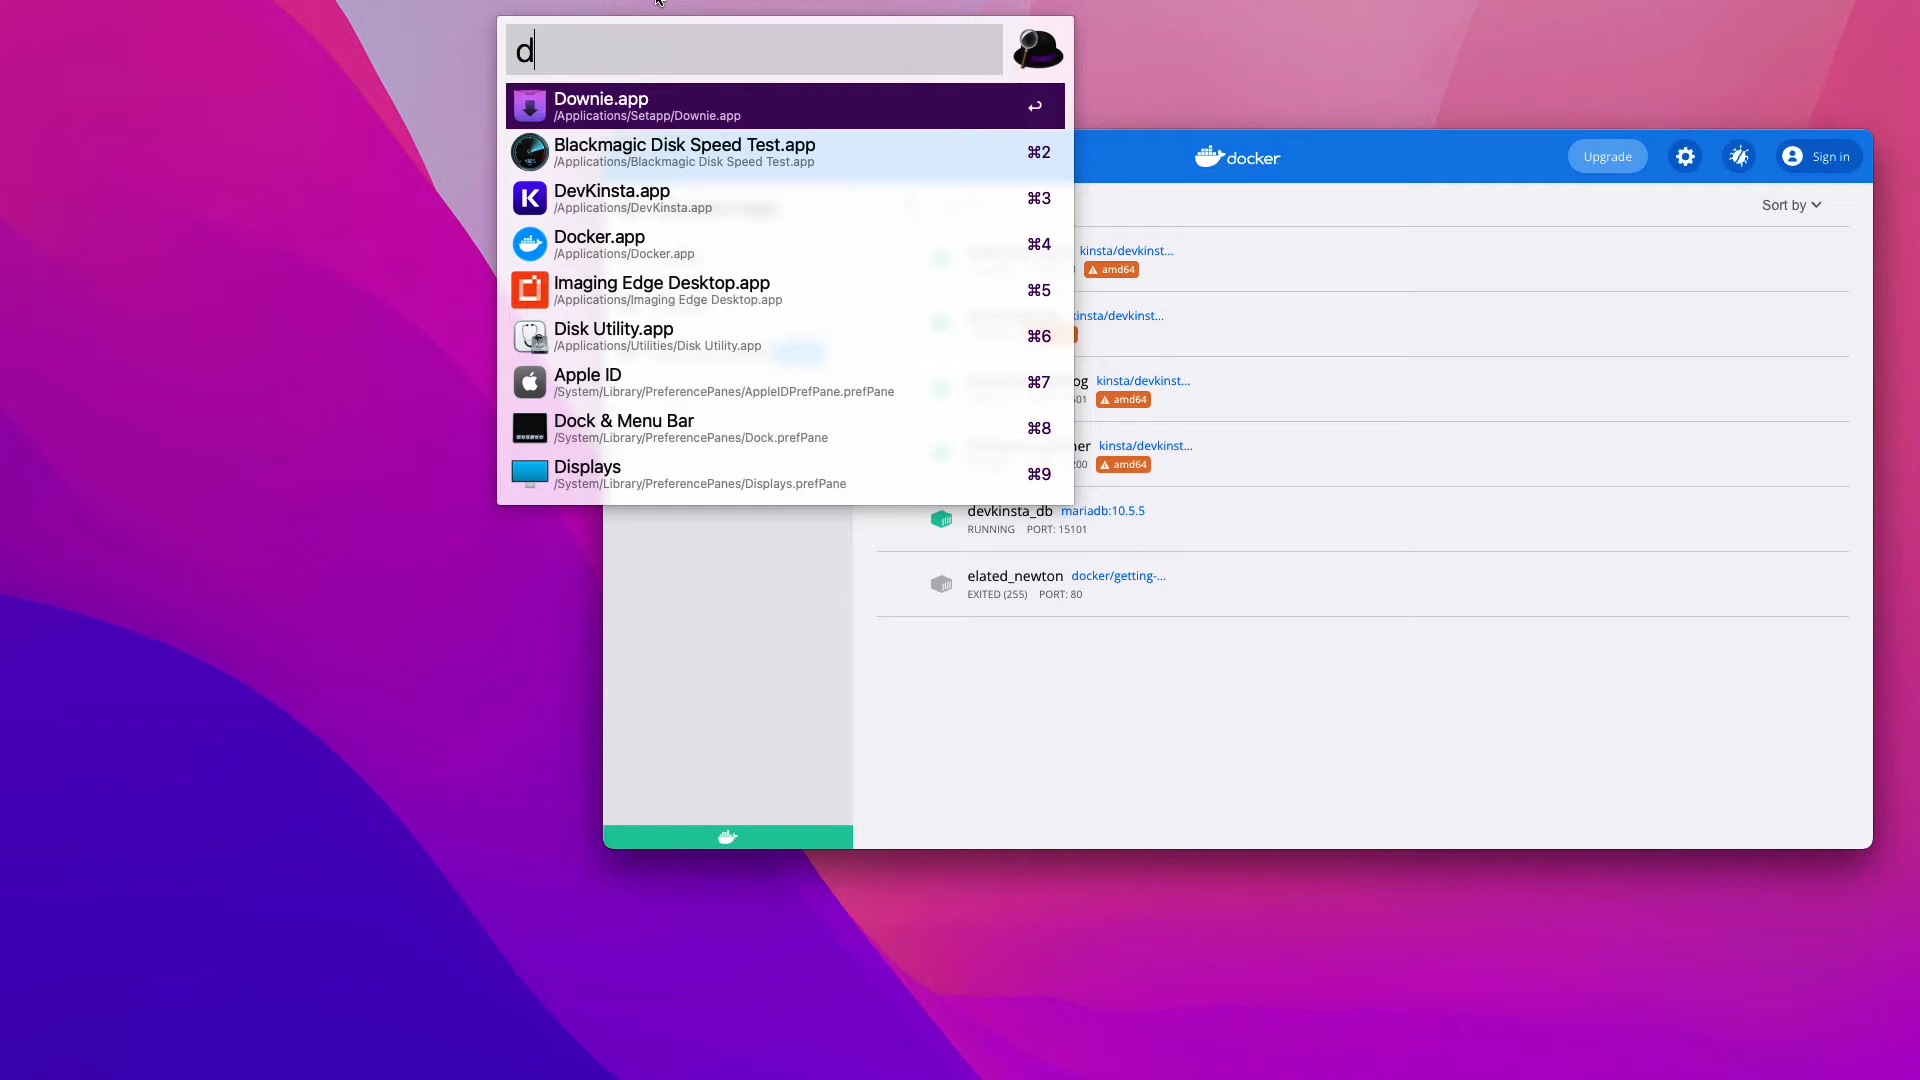 d
Downie.app
/Applications/Setapp/Downie.app
Blackmagic Disk Speed Test.app
/Applications/Blackmagic Disk Speed Test.app
⌘2
DevKinsta.app
/Applications/DevKinsta.app
⌘3
Docker.app
/Applications/Docker.app
⌘4
Imaging Edge Desktop.app
/Applications/Imaging Edge Desktop.app
⌘5
Disk Utility.app
/Applications/Utilities/Disk Utility.app
⌘6
Apple ID
/System/Library/PreferencePanes/AppleIDPrefPane.prefPane
⌘7
Dock & Menu Bar
/System/Library/PreferencePanes/Dock.prefPane
⌘8
Displays
/System/Library/PreferencePanes/Displays.prefPane
⌘9
docker
Upgrade
Sign in
Sort by
kinsta/devkinst...
amd64
kinsta/devkinst...
og kinsta/devkinst...
amd64
kinsta/devkinst...
amd64
devkinsta_db mariadb:10.5.5
RUNNING PORT: 15101
elated_newton docker/getting-...
EXITED (255) PORT: 80